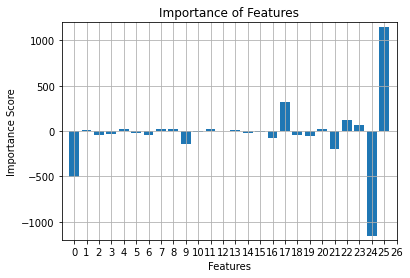 Importance of Features
1000
500
0
−500
−1000
Importance Score
0 1 2 3 4 5 6 7 8 9 10 11 12 13 14 15 16 17 18 19 20 21 22 23 24 25 26
Features